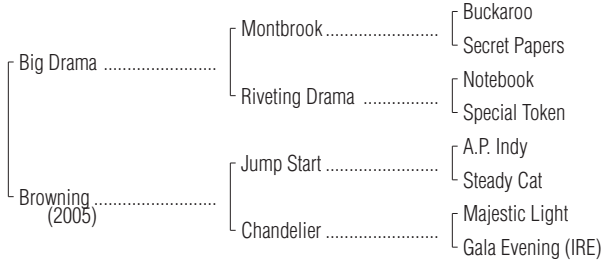 Buckaroo
Montbrook ........................
Secret Papers
Big Drama ........................
Notebook
Riveting Drama ................
Special Token
A.P. Indy
Jump Start ........................
Steady Cat
Browning ..........................
(2005)
Majestic Light
Chandelier ........................
Gala Evening (IRE)